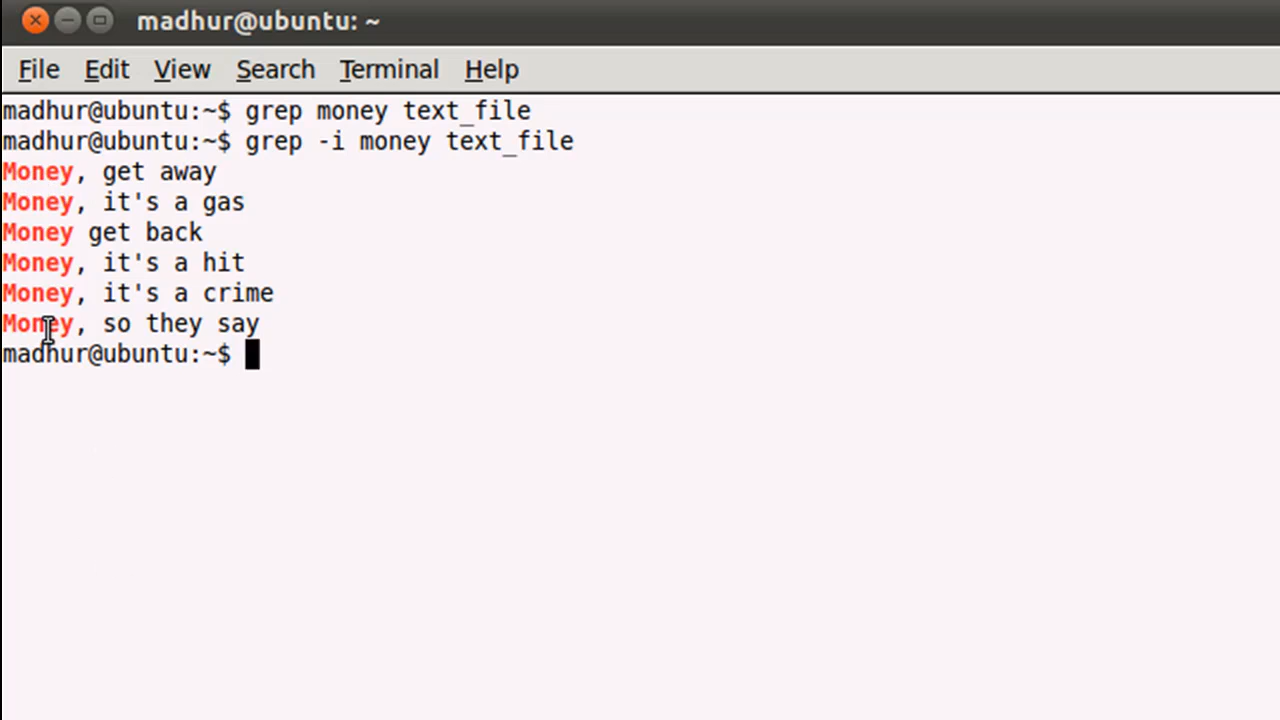 madhur@ubuntu: ~
File Edit View Search Terminal Help
madhur@ubuntu:~$ grep money text_file
madhur@ubuntu:~$ grep -i money text_file
Money, get away
Money, it's a gas
Money get back
Money, it's a hit
Money, it's a crime
Money, so they say
madhur@ubuntu:~$